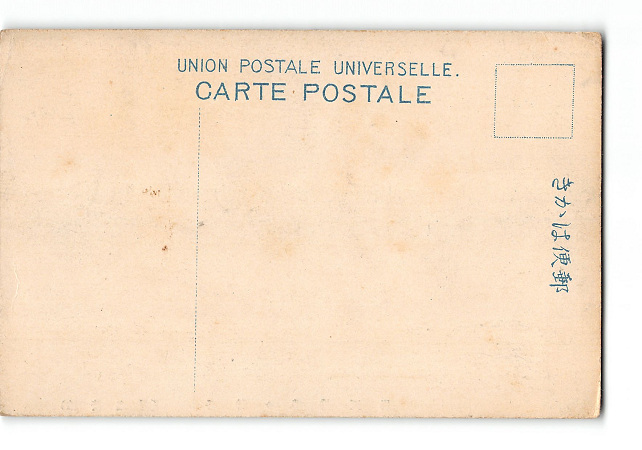 UNION POSTALE UNIVERSELLE.
CARTE POSTALE
きかは便郵